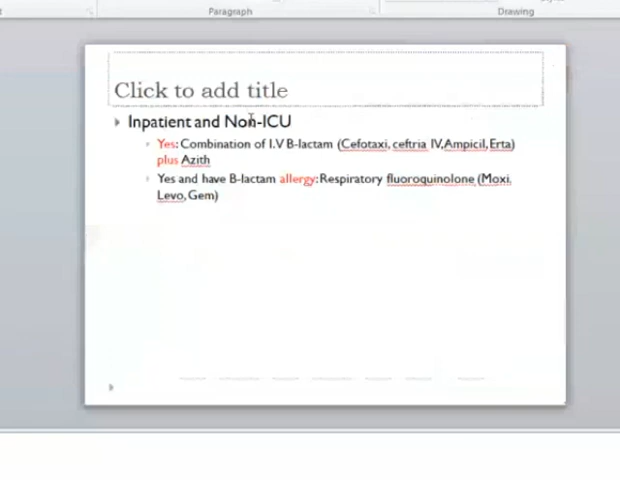 Paragraph
Drawing
Click to add title
Inpatient and Non-ICU
Yes: Combination of I.V B-lactam (Cefotaxi, ceftria IV,Ampicil, Erta)
plus Azith
Yes and have B-lactam allergy: Respiratory fluoroquinolone (Moxi,
Levo, Gem)